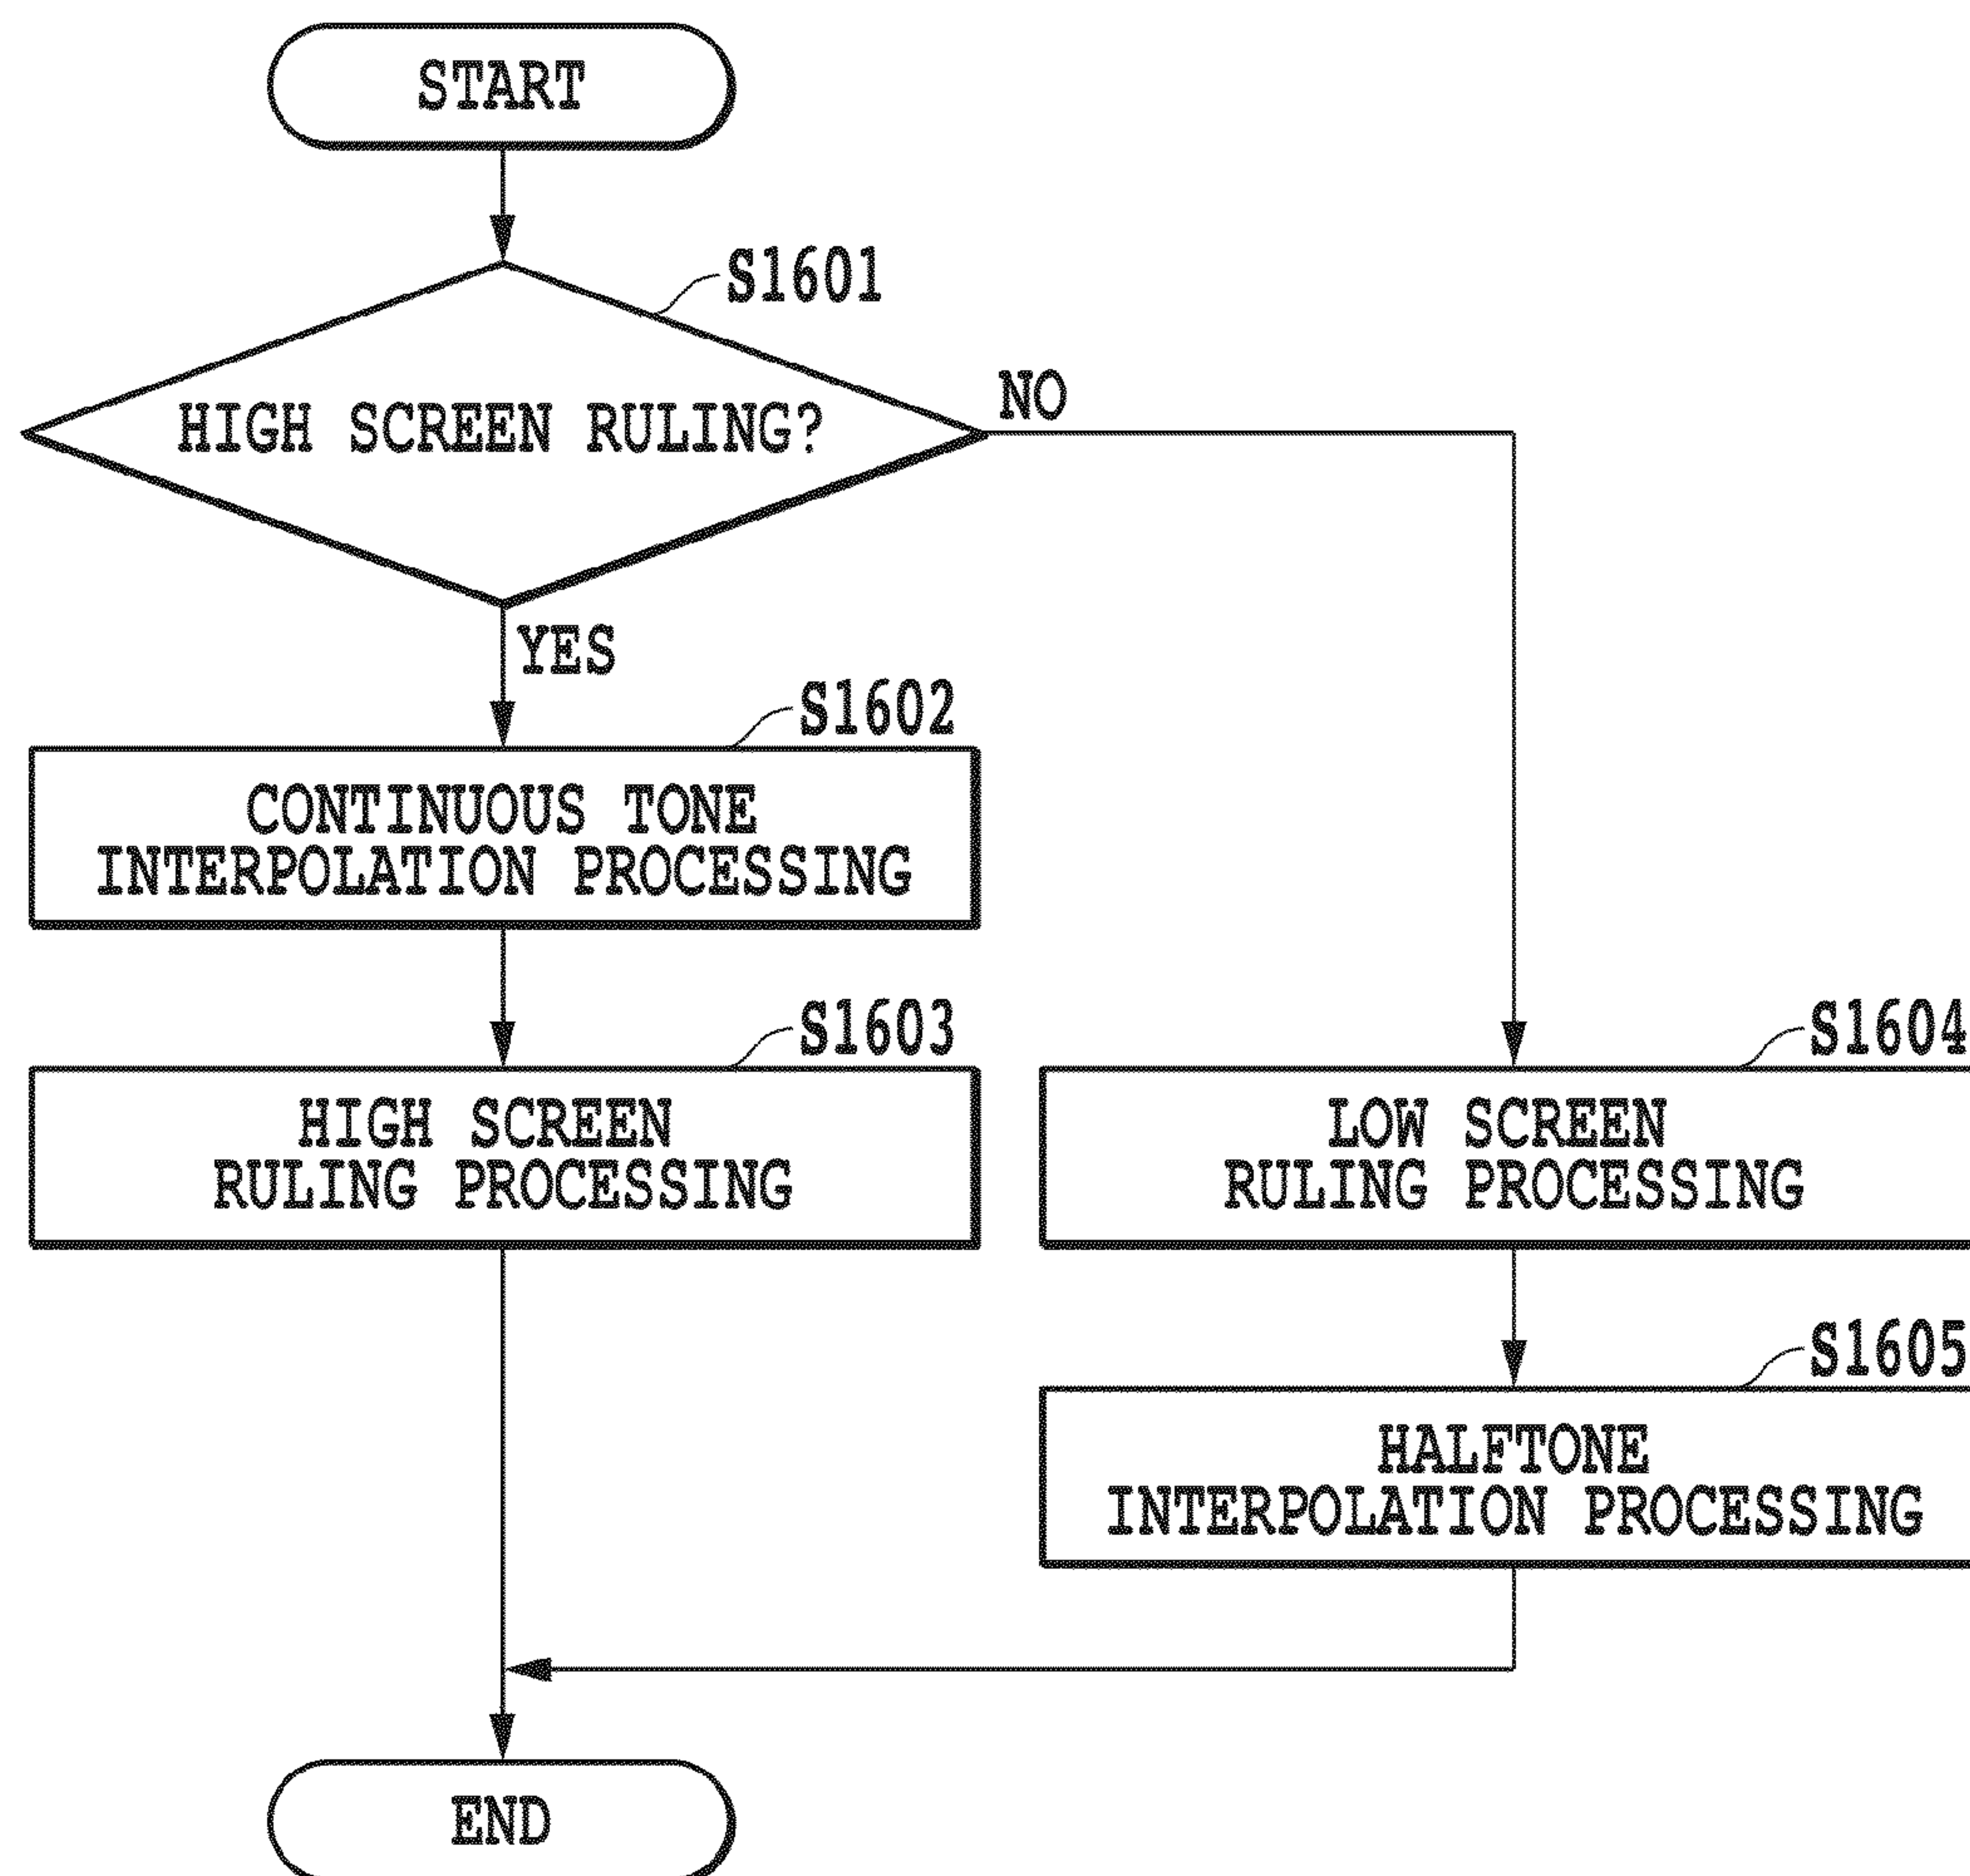 START
S1601
HIGH SCREEN RULING?
NO
YES
S1602
CONTINUOUS TONE
INTERPOLATION PROCESSING
S1603
HIGH SCREEN
RULING PROCESSING
S1604
LOW SCREEN
RULING PROCESSING
S1605
HALFTONE
INTERPOLATION PROCESSING
END